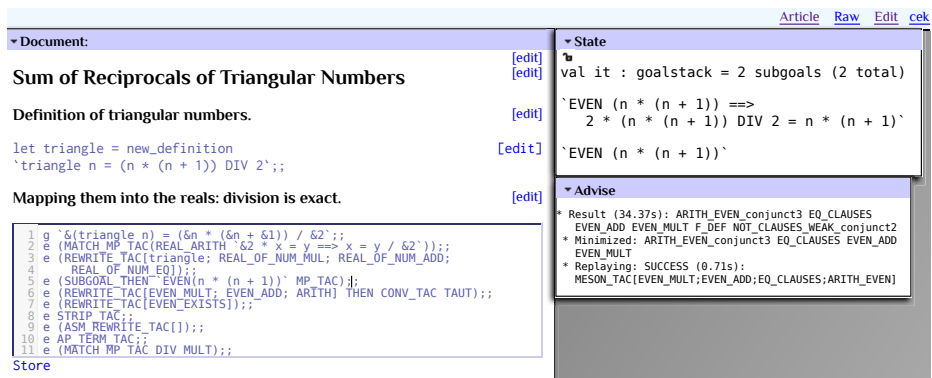 Article Raw Edit cek
Document:
[edit]
Sum of Reciprocals of Triangular Numbers [edit]
Definition of triangular numbers. [edit]
let triangle = new_definition [edit]
`triangle n = (n * (n + 1)) DIV 2`;;
Mapping them into the reals: division is exact. [edit]
1 g `&(triangle n) = (&n * (&n + &1)) / &2`;;
2 e (MATCH_MP_TAC(REAL_ARITH `&2 * x = y ==> x = y / &2`));;
3 e (REWRITE_TAC[triangle; REAL_OF_NUM_MUL; REAL_OF_NUM_ADD;
4 REAL_OF_NUM_EQ]);;
5 e (SUBGOAL_THEN `EVEN(n * (n + 1))` MP_TAC);;
6 e (REWRITE_TAC[EVEN_MULT; EVEN_ADD; ARITH] THEN CONV_TAC TAUT);;
7 e (REWRITE_TAC[EVEN_EXISTS]);;
8 e STRIP_TAC;;
9 e (ASM_REWRITE_TAC[]);;
10 e AP_TERM_TAC;;
11 e (MATCH_MP_TAC DIV_MULT);;
Store
State
val it : goalstack = 2 subgoals (2 total)
`EVEN (n * (n + 1)) ==>
2 * (n * (n + 1)) DIV 2 = n * (n + 1)`
`EVEN (n * (n + 1))`
Advise
* Result (34.37s): ARITH_EVEN_conjunct3 EQ_CLAUSES
EVEN_ADD EVEN_MULT F_DEF NOT_CLAUSES_WEAK_conjunct2
* Minimized: ARITH_EVEN_conjunct3 EQ_CLAUSES EVEN_ADD
EVEN_MULT
* Replaying: SUCCESS (0.71s):
MESON_TAC[EVEN_MULT;EVEN_ADD;EQ_CLAUSES;ARITH_EVEN]